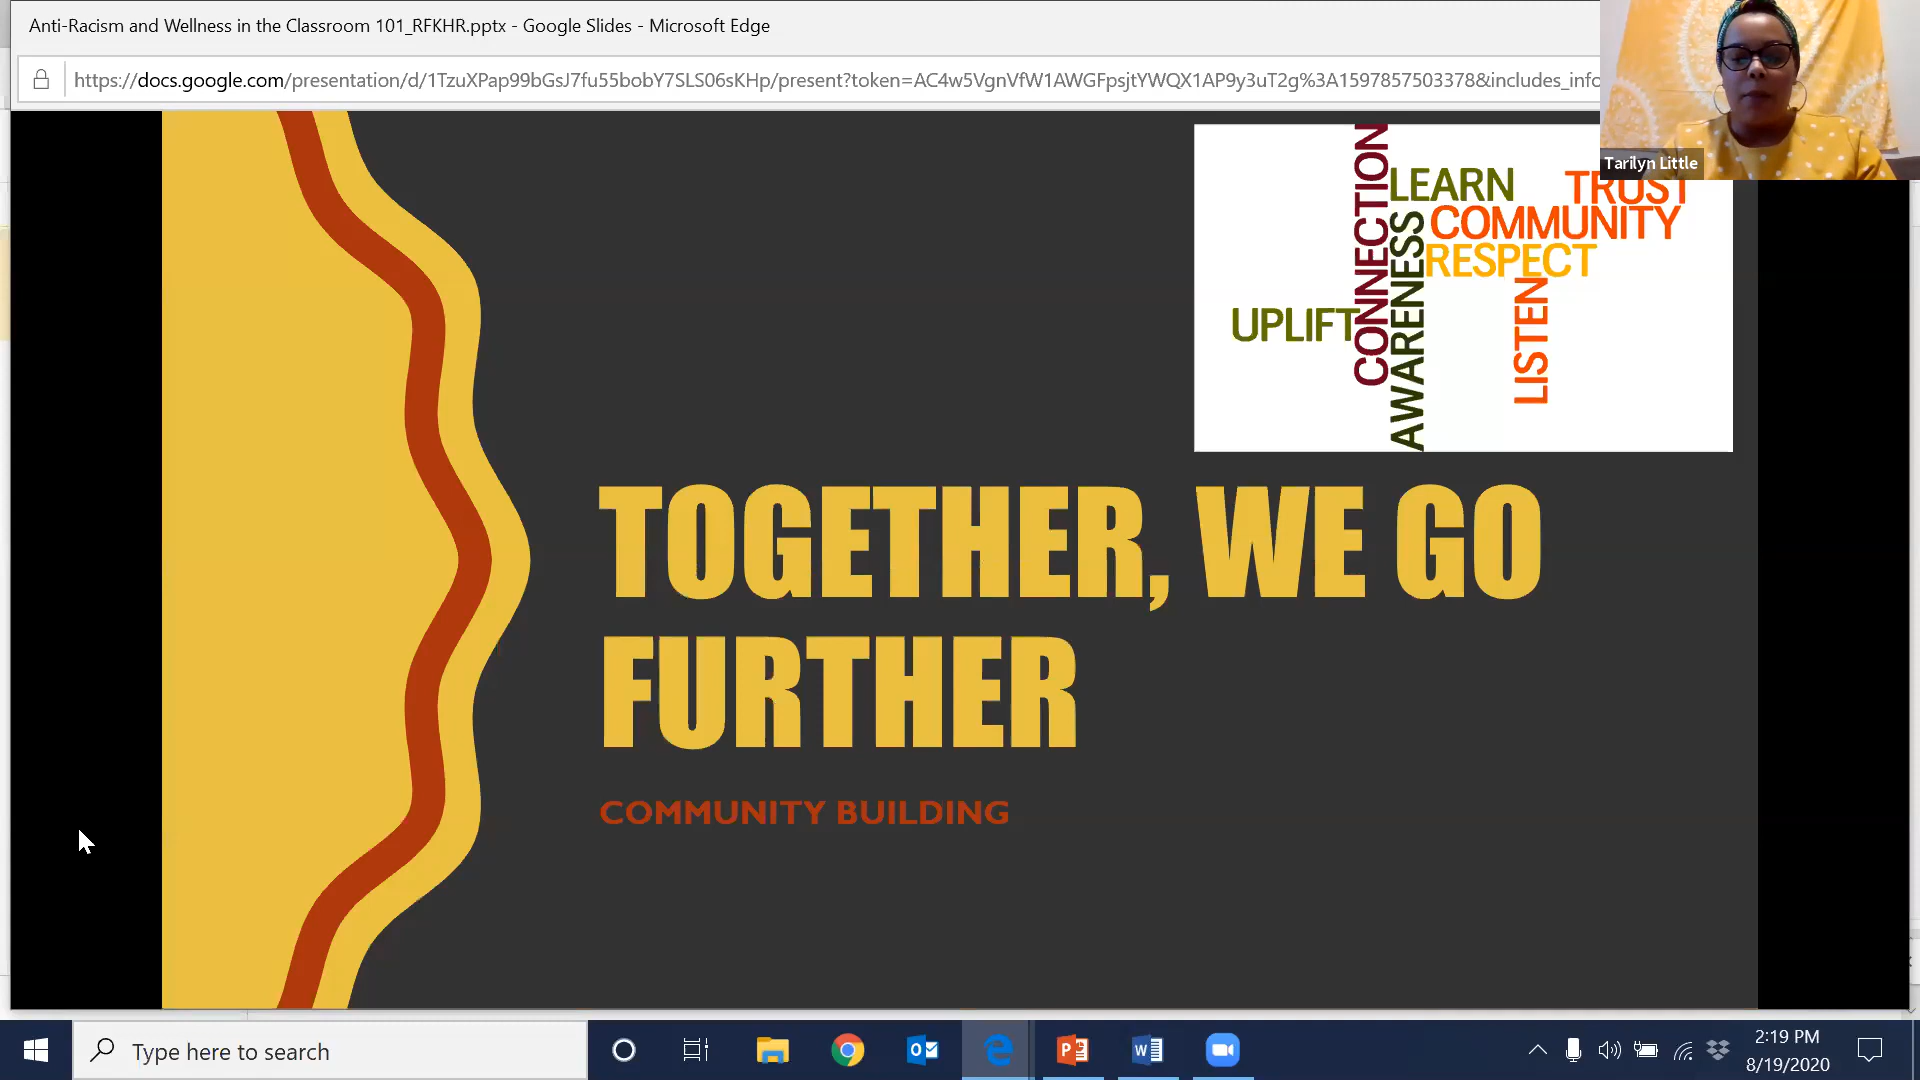 Anti-Racism and Wellness in the Classroom 101_RFKHR.pptx - Google Slides - Microsoft Edge
https://docs.google.com/presentation/d/1TzuXPap99bGsJ7fu55bobY7SLS06sKHp/present?token=AC4w5VgnVfW1AWGFpsjtYWQX1AP9y3uT2g%3A1597857503378&includes_info
Tarilyn Little
CONNECTION
LEARN
TRUST
COMMUNITY
AWARENESS
RESPECT
UPLIFT
LISTEN
TOGETHER, WE GO
FURTHER
COMMUNITY BUILDING
Type here to search
2:19 PM
8/19/2020